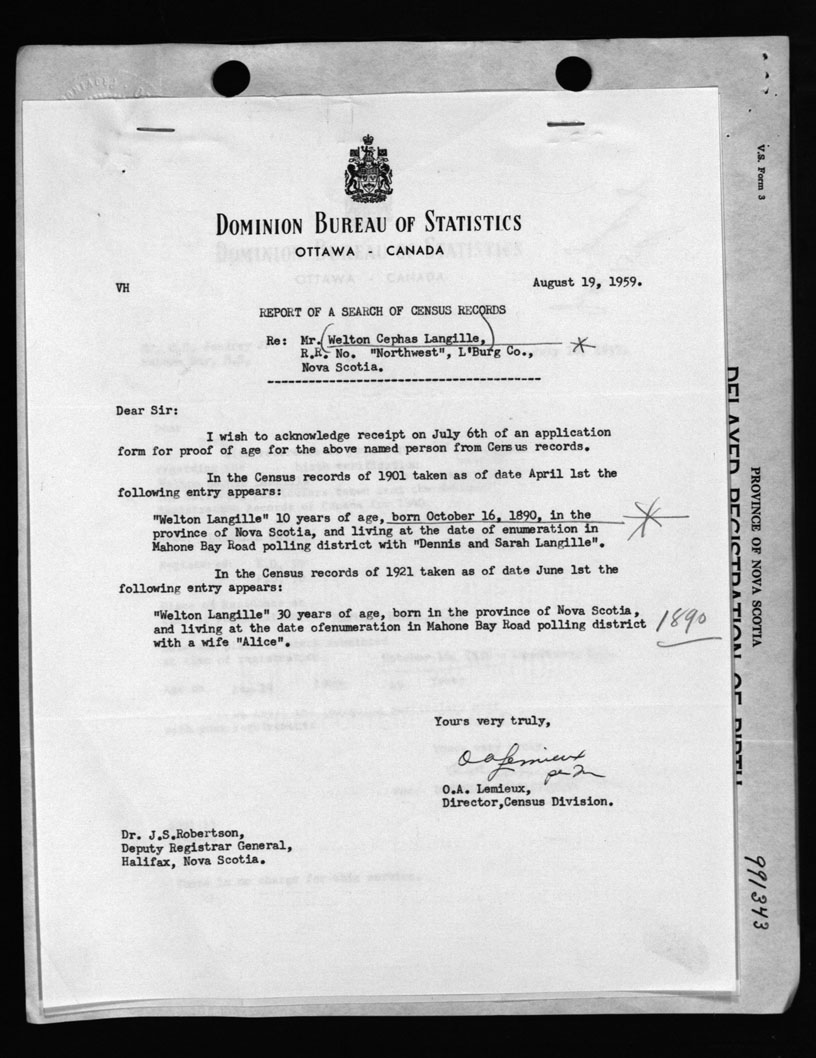 DOMINION BUREAU OF STATISTICS
OTTAWA - CANADA
VH
August 19, 1959.
REPORT OF A SEARCH OF CENSUS RECORDS
Re: Mr. (Welton Cephas Langille,)
R.R. No. "Northwest", L'Burg Co.,
Nova Scotia.
Dear Sir:
I wish to acknowledge receipt on July 6th of an application
form for proof of age for the above named person from Census records.
In the Census records of 1901 taken as of date April 1st the
following entry appears:
"Welton Langille" 10 years of age, born October 16, 1890, in the
province of Nova Scotia, and living at the date of enumeration in
Mahone Bay Road polling district with "Dennis and Sarah Langille".
In the Census records of 1921 taken as of date June 1st the
following entry appears:
"Welton Langille" 30 years of age, born in the province of Nova Scotia,
and living at the date ofenumeration in Mahone Bay Road polling district
with a wife "Alice".
1890
Yours very truly,
O A Lemieux
O.A. Lemieux,
Director,Census Division.
Dr. J.S.Robertson,
Deputy Registrar General,
Halifax, Nova Scotia.
V.S. Form 3
PROVINCE OF NOVA SCOTIA
DELAYED REGISTRATION OF BIRTH
991343